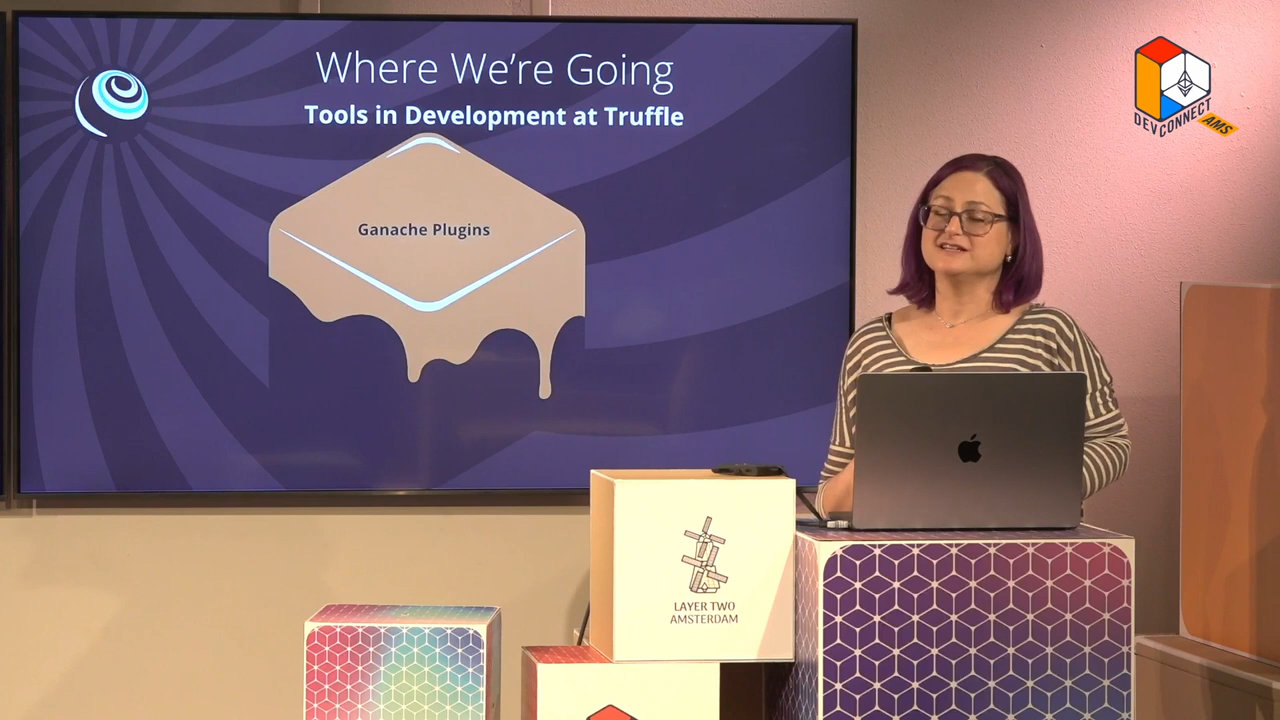 Where We're Going
Tools in Development at Truffle
Ganache Plugins
DEVCONNECT
AMS
LAYER TWO
AMSTERDAM